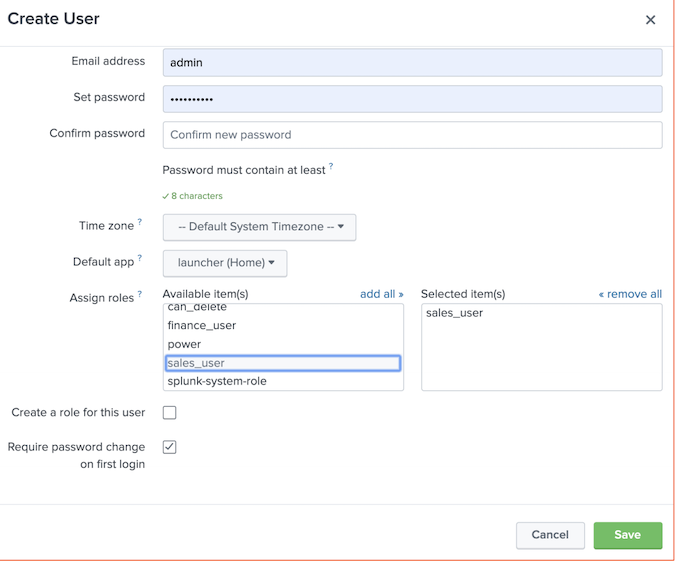 Create User
Email address admin
Set password ••••••••••
Confirm password Confirm new password
Password must contain at least ?
✓ 8 characters
Time zone ? -- Default System Timezone --
Default app ? launcher (Home)
Assign roles ? Available item(s) add all » Selected item(s) « remove all
can_delete sales_user
finance_user
power
sales_user
splunk-system-role
Create a role for this user
Require password change
on first login
Cancel Save